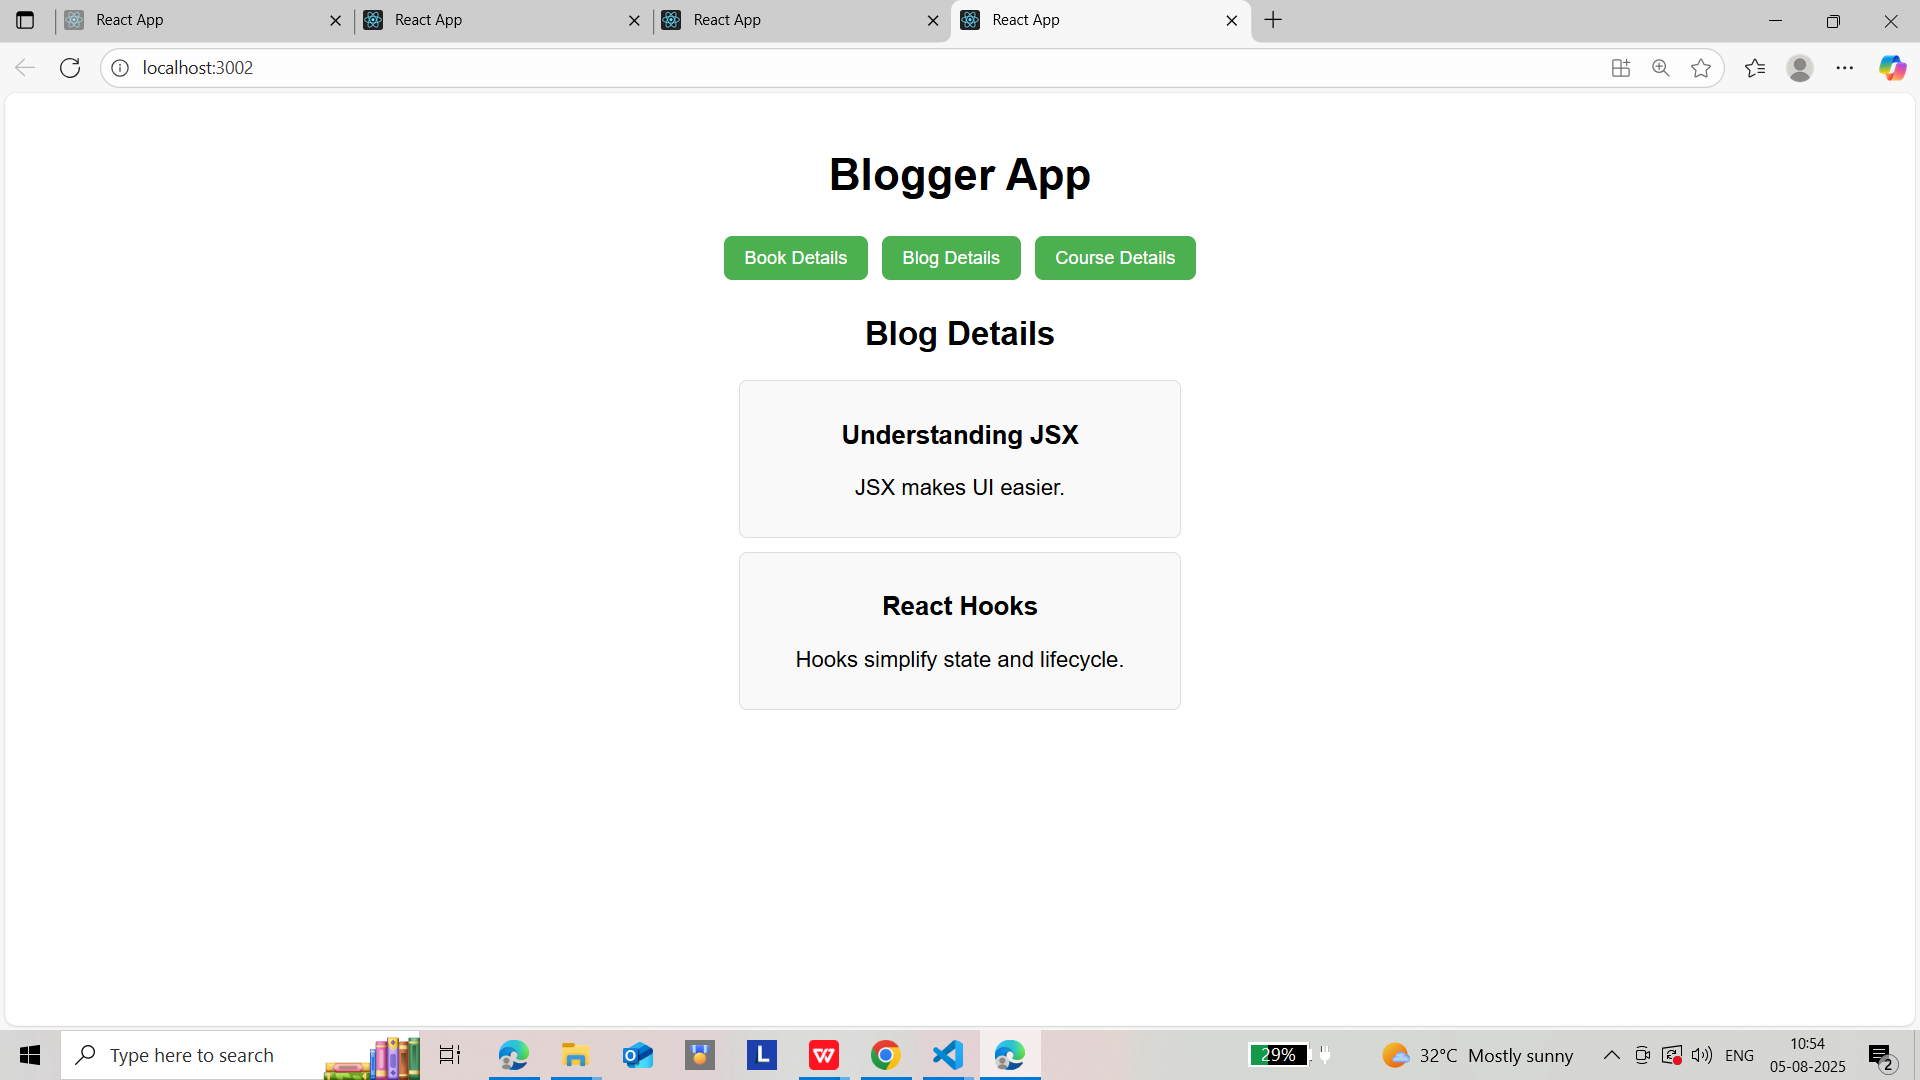 React App
React App
React App
React App
localhost:3002
Blogger App
Book Details
Blog Details
Course Details
Blog Details
Understanding JSX
JSX makes UI easier.
React Hooks
Hooks simplify state and lifecycle.
Type here to search
L
W
29%
32°C Mostly sunny
ENG
10:54
05-08-2025
2